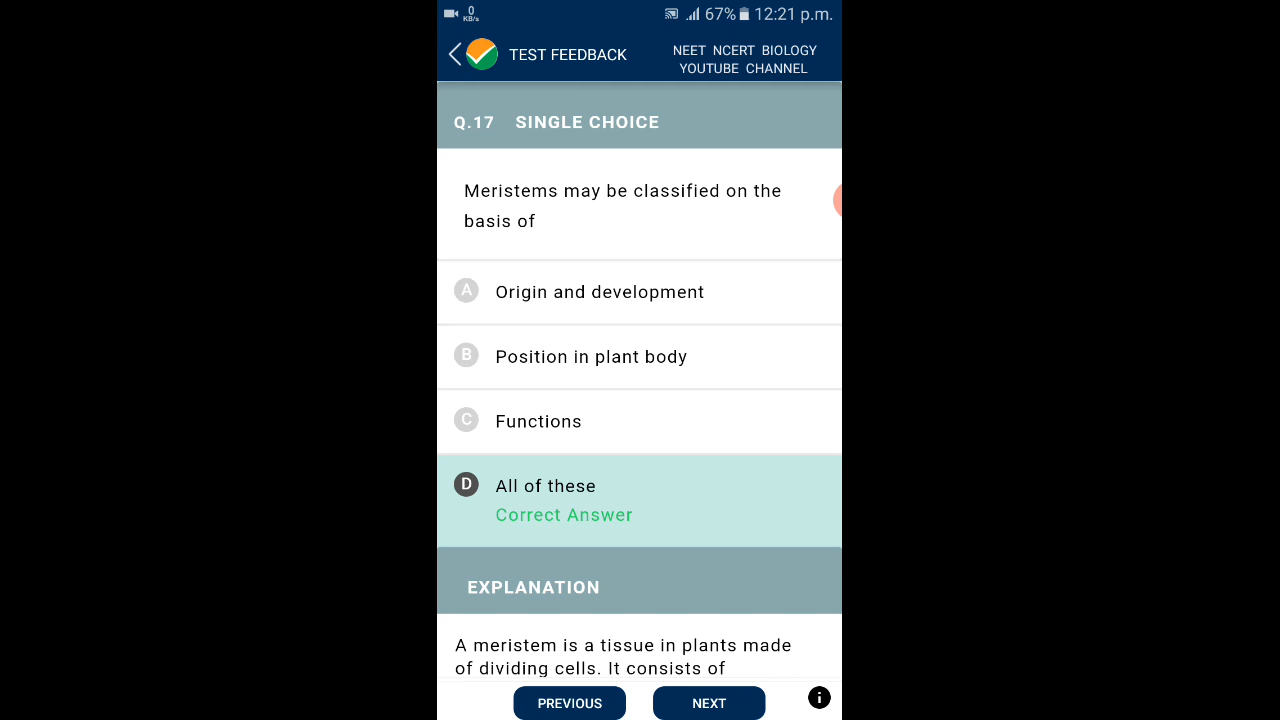 0
KB/s
67% 12:21 p.m.
TEST FEEDBACK
NEET NCERT BIOLOGY
YOUTUBE CHANNEL
Q.17 SINGLE CHOICE
Meristems may be classified on the
basis of
A Origin and development
B Position in plant body
C Functions
D All of these
Correct Answer
EXPLANATION
A meristem is a tissue in plants made
of dividing cells. It consists of
PREVIOUS NEXT i